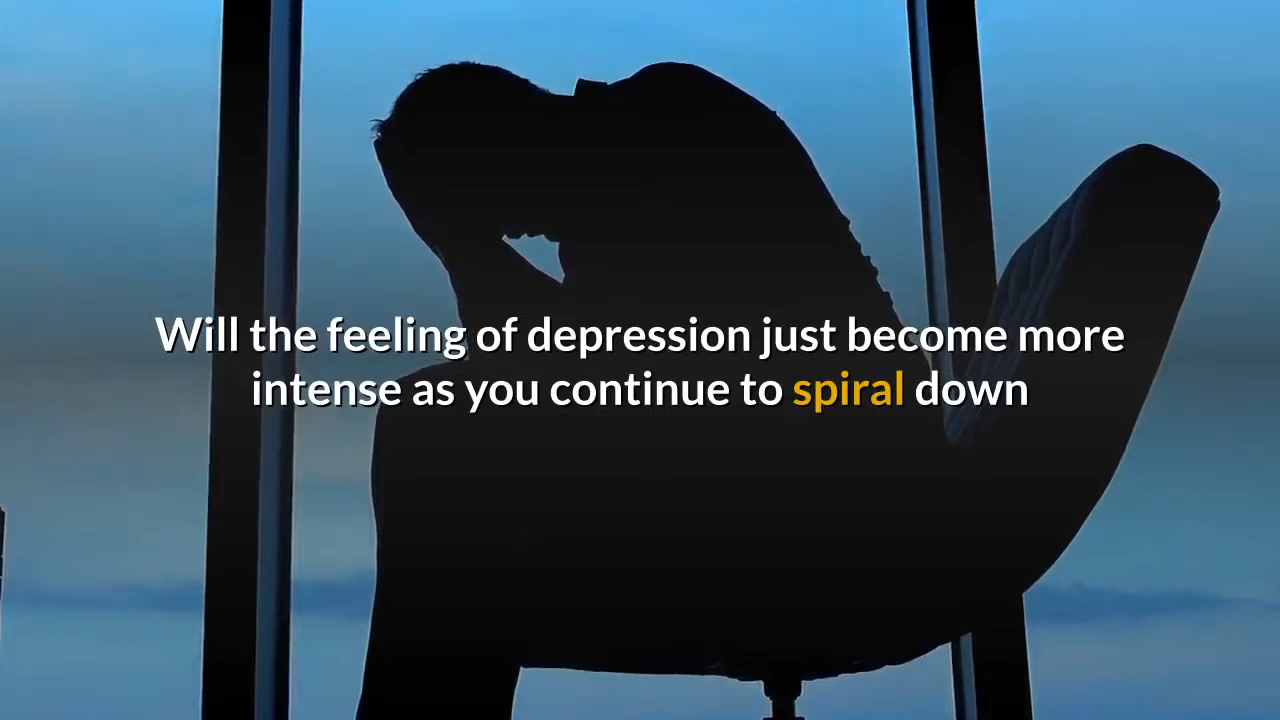 Will the feeling of depression just become more
intense as you continue to spiral down